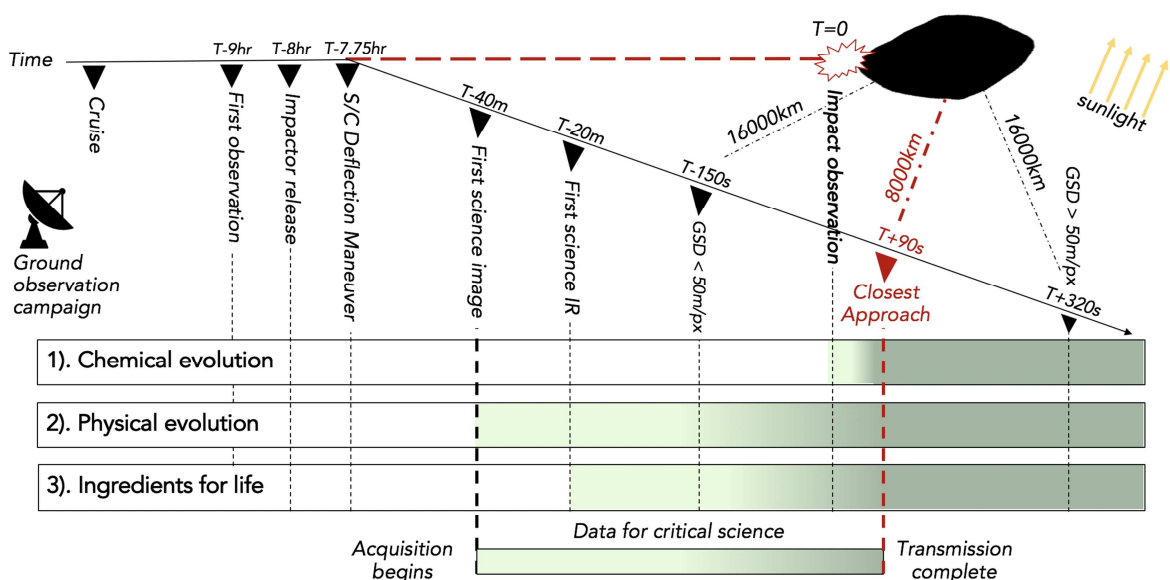 T=0
T-9hr
T-8hr
T-7.75hr
Time
Cruise
First observation
Impactor release
S/C Deflection Maneuver
T-40m
First science image
T-20m
First science IR
T-150s
GSD < 50m/px
16000km
Impact observation
8000km
T+90s
Closest
Approach
16000km
GSD > 50m/px
T+320s
sunlight
Ground
observation
campaign
1). Chemical evolution
2). Physical evolution
3). Ingredients for life
Data for critical science
Acquisition
begins
Transmission
complete